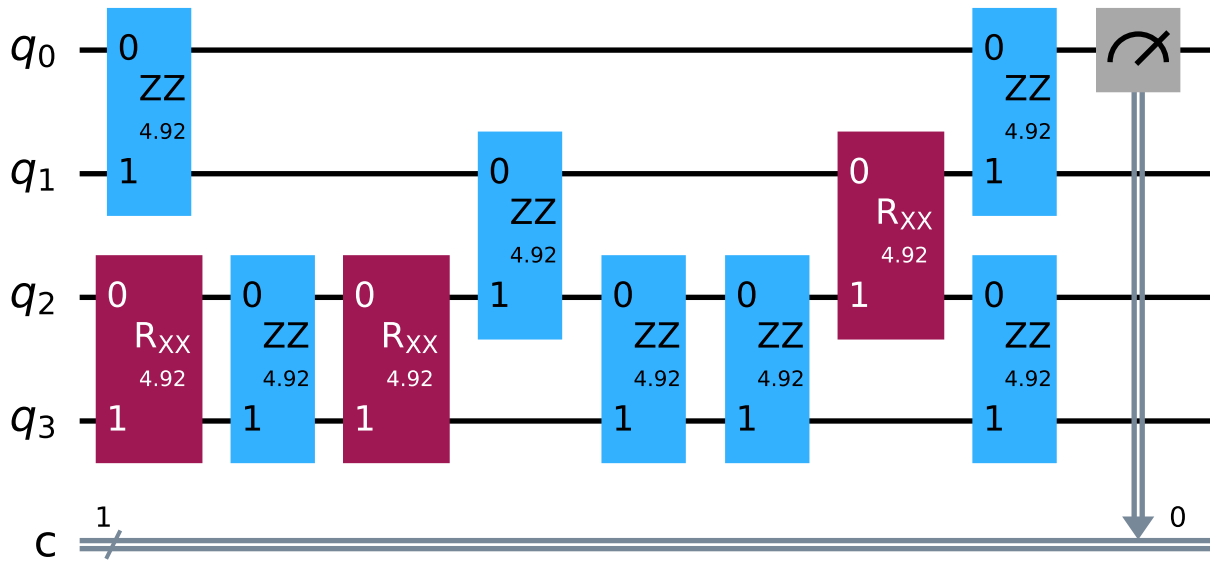 q0 0 0
ZZ ZZ
4.92 4.92
q1 1 0 0 1
ZZ RXX
4.92 4.92
q2 0 0 0 1 0 0 1 0
RXX ZZ RXX ZZ ZZ ZZ
4.92 4.92 4.92 4.92 4.92 4.92
q3 1 1 1 1 1 1
1 0
c